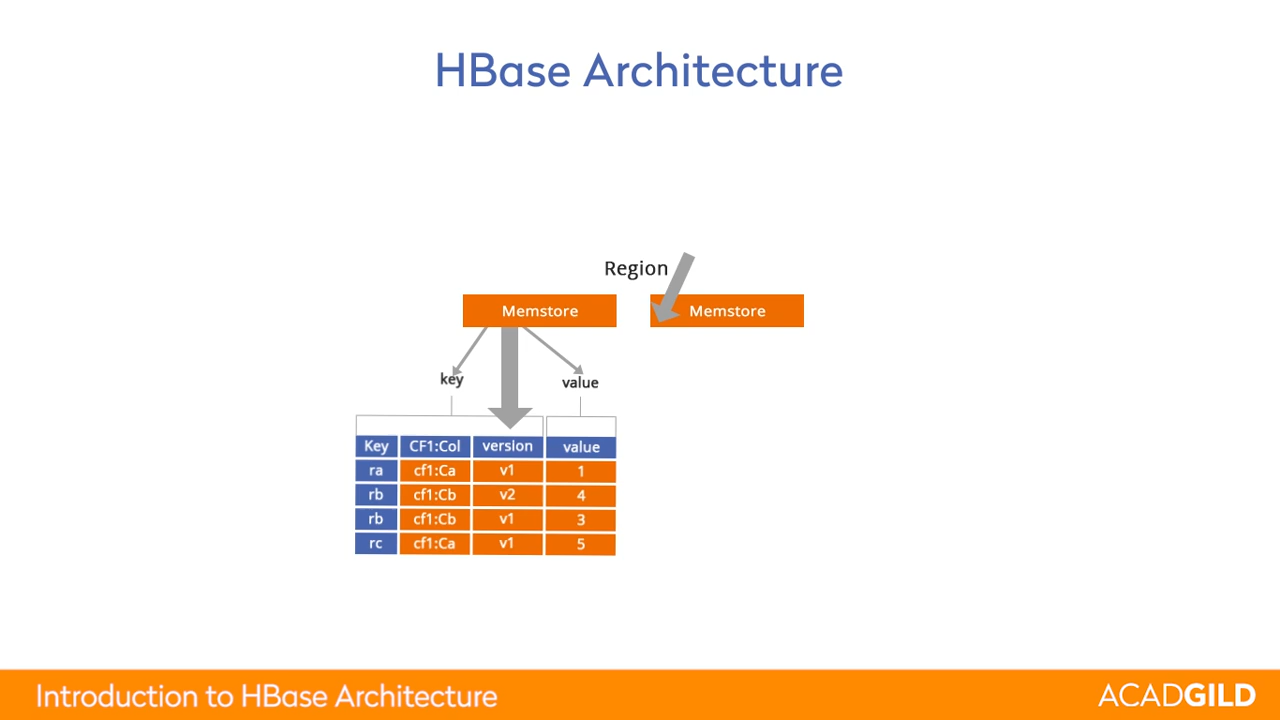 HBase Architecture
Region
Memstore Memstore
key value
Key CF1:Col version value
ra cf1:Ca v1 1
rb cf1:Cb v2 4
rb cf1:Cb v1 3
rc cf1:Ca v1 5
Introduction to HBase Architecture ACADGILD